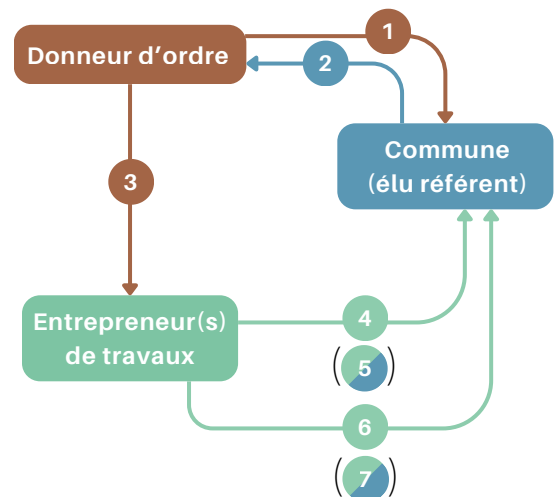 1
Donneur d'ordre
2
Commune
(élu référent)
3
Entrepreneur(s)
de travaux
4
(5)
6
(7)